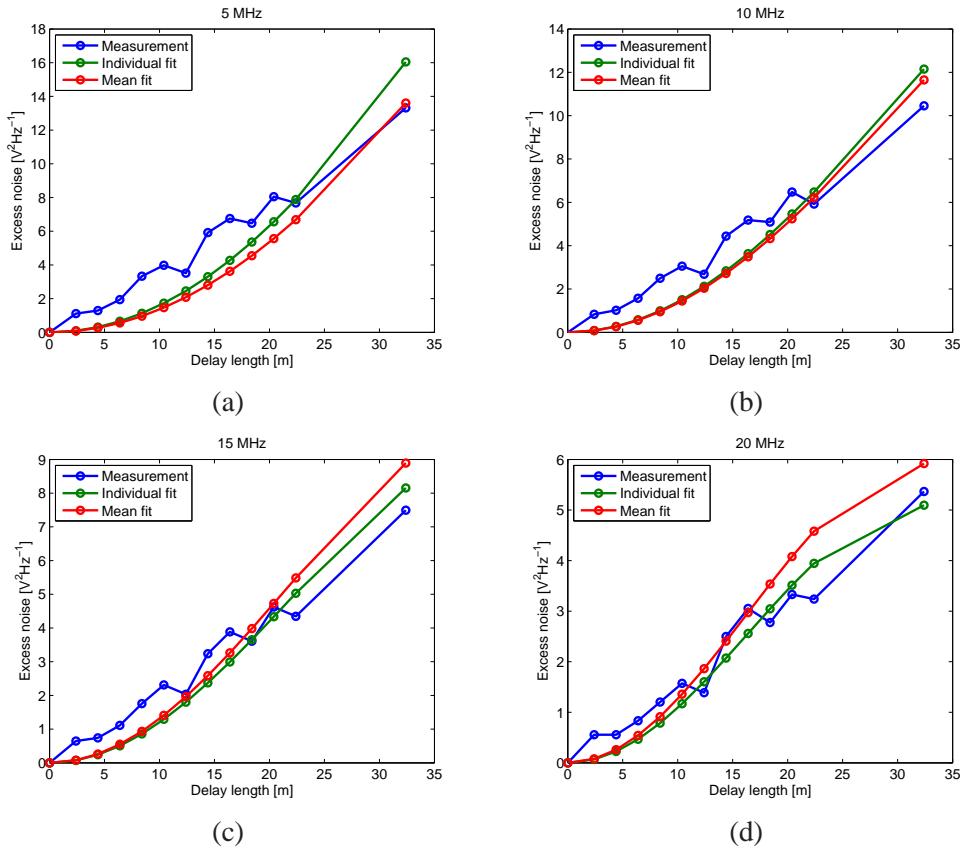 5 MHz
Excess noise [V²Hz⁻¹]
18
16
14
12
10
8
6
4
2
0
Measurement
Individual fit
Mean fit
0 5 10 15 20 25 30 35
Delay length [m]
(a)
10 MHz
Excess noise [V²Hz⁻¹]
14
12
10
8
6
4
2
0
Measurement
Individual fit
Mean fit
0 5 10 15 20 25 30 35
Delay length [m]
(b)
15 MHz
Excess noise [V²Hz⁻¹]
9
8
7
6
5
4
3
2
1
0
Measurement
Individual fit
Mean fit
0 5 10 15 20 25 30 35
Delay length [m]
(c)
20 MHz
Excess noise [V²Hz⁻¹]
6
5
4
3
2
1
0
Measurement
Individual fit
Mean fit
0 5 10 15 20 25 30 35
Delay length [m]
(d)